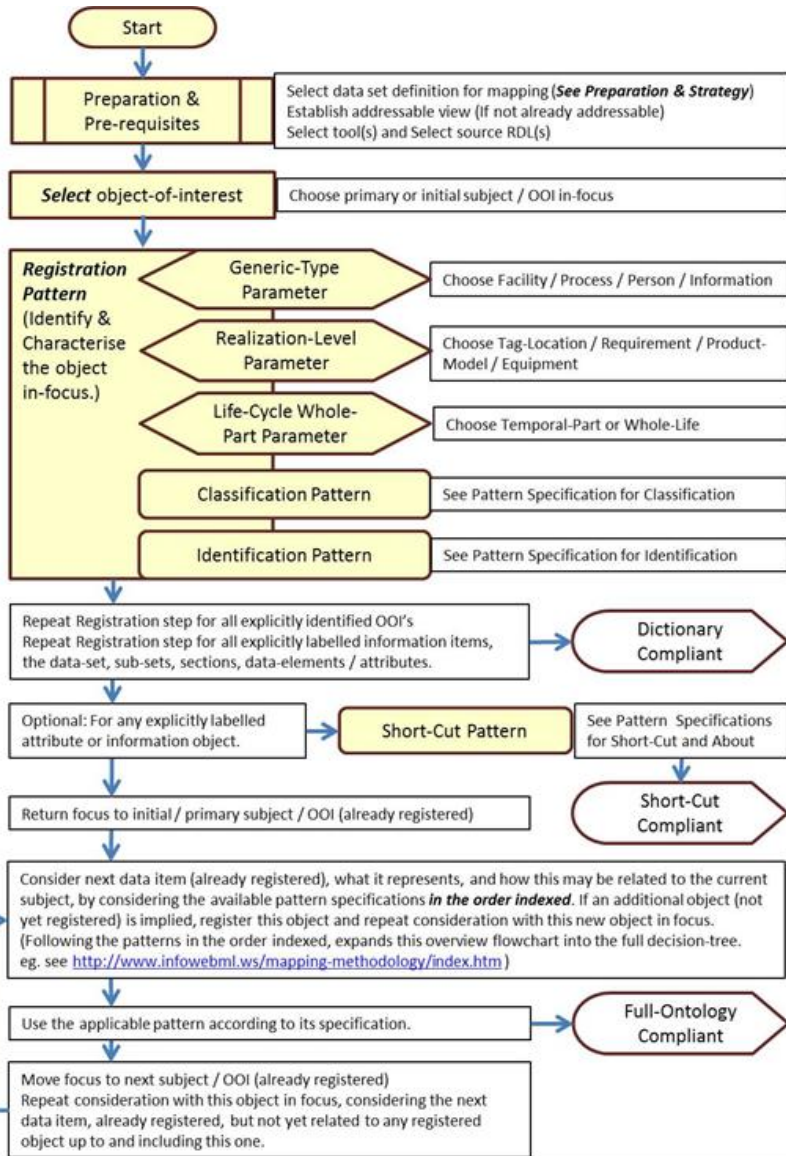 Start
Preparation &
Pre-requisites
Select data set definition for mapping (See Preparation & Strategy)
Establish addressable view (If not already addressable)
Select tool(s) and Select source RDL(s)
Select object-of-interest
Choose primary or initial subject / OOI in-focus
Registration
Pattern
(Identify &
Characterise
the object
in-focus.)
Generic-Type
Parameter
Choose Facility / Process / Person / Information
Realization-Level
Parameter
Choose Tag-Location / Requirement / Product-
Model / Equipment
Life-Cycle Whole-
Part Parameter
Choose Temporal-Part or Whole-Life
Classification Pattern
See Pattern Specification for Classification
Identification Pattern
See Pattern Specification for Identification
Repeat Registration step for all explicitly identified OOI's
Repeat Registration step for all explicitly labelled information items,
the data-set, sub-sets, sections, data-elements / attributes.
Dictionary
Compliant
Optional: For any explicitly labelled
attribute or information object.
Short-Cut Pattern
See Pattern Specifications
for Short-Cut and About
Short-Cut
Compliant
Return focus to initial / primary subject / OOI (already registered)
Consider next data item (already registered), what it represents, and how this may be related to the current
subject, by considering the available pattern specifications in the order indexed. If an additional object (not
yet registered) is implied, register this object and repeat consideration with this new object in focus.
(Following the patterns in the order indexed, expands this overview flowchart into the full decision-tree.
eg. see http://www.infowebml.ws/mapping-methodology/index.htm )
Use the applicable pattern according to its specification.
Full-Ontology
Compliant
Move focus to next subject / OOI (already registered)
Repeat consideration with this object in focus, considering the next
data item, already registered, but not yet related to any registered
object up to and including this one.